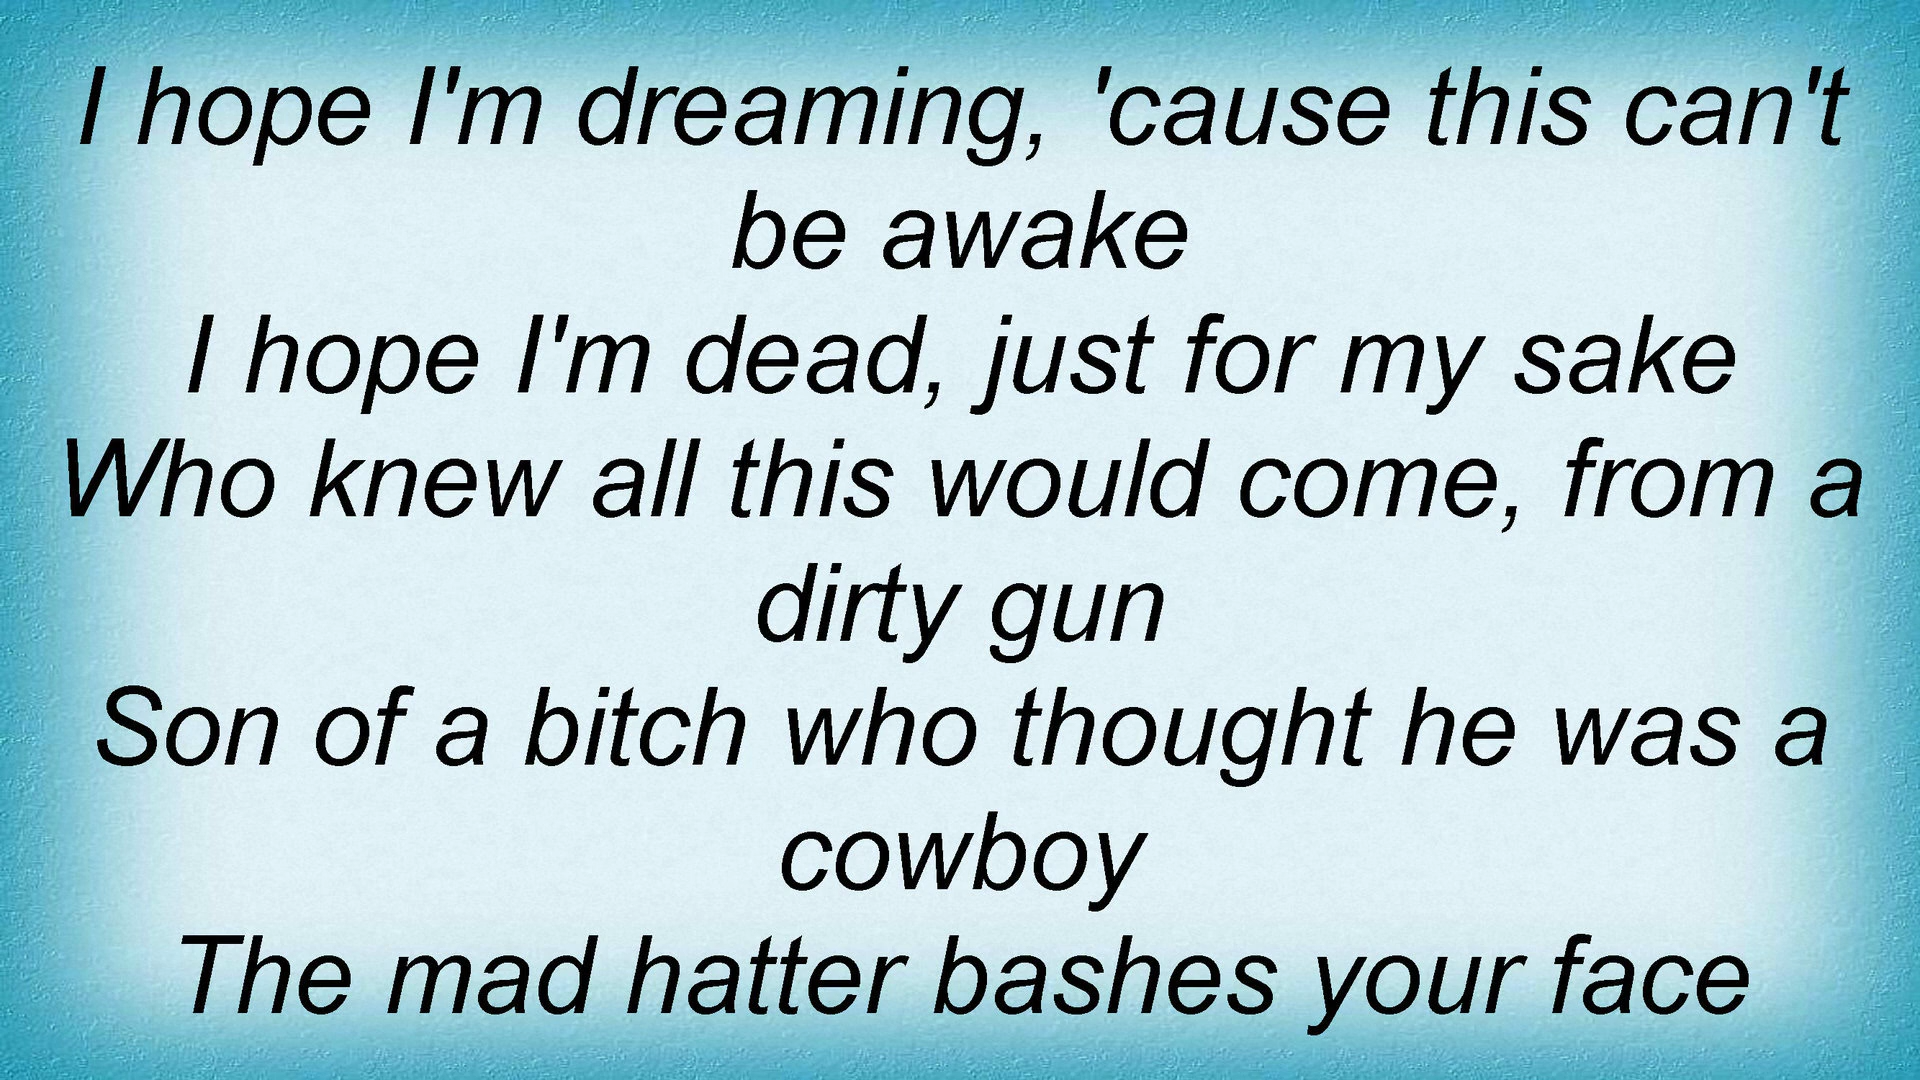 I hope I'm dreaming, 'cause this can't
be awake
I hope I'm dead, just for my sake
Who knew all this would come, from a
dirty gun
Son of a bitch who thought he was a
cowboy
The mad hatter bashes your face